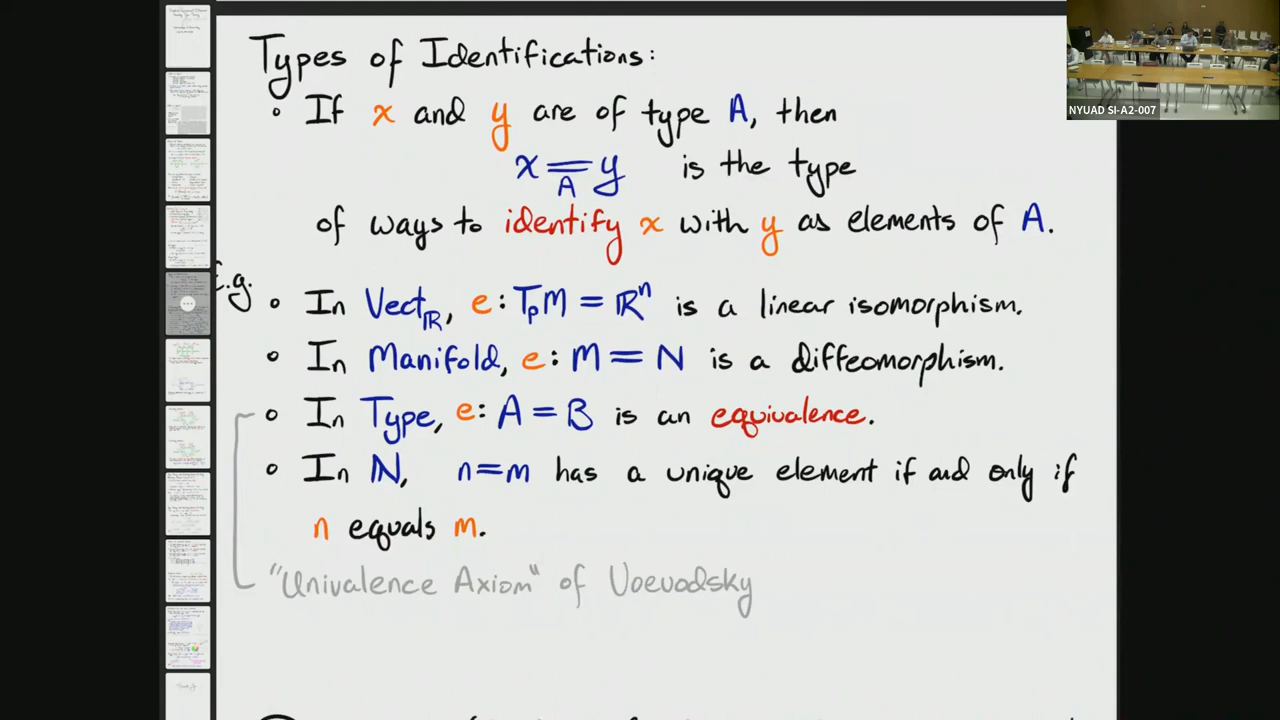 Types of Identifications:
• If x and y are of type A, then
x =_A y is the type
of ways to identify x with y as elements of A.
E.g.
• In Vect_ℝ, e: T_pM = ℝⁿ is a linear isomorphism.
• In Manifold, e: M = N is a diffeomorphism.
• In Type, e: A = B is an equivalence.
• In ℕ, n=m has a unique element if and only if
n equals m.
"Univalence Axiom" of Voevodsky
NYUAD SI-A2-007